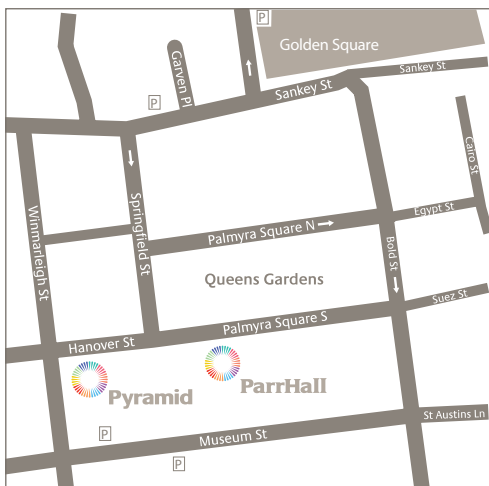 P
Golden Square
Sankey St
Garven Pl
Sankey St
P
Cairo St
Springfield St
Winmarleigh St
Egypt St
Palmyra Square N
Bold St
Queens Gardens
Suez St
Palmyra Square S
Hanover St
Pyramid
ParrHall
St Austins Ln
Museum St
P
P